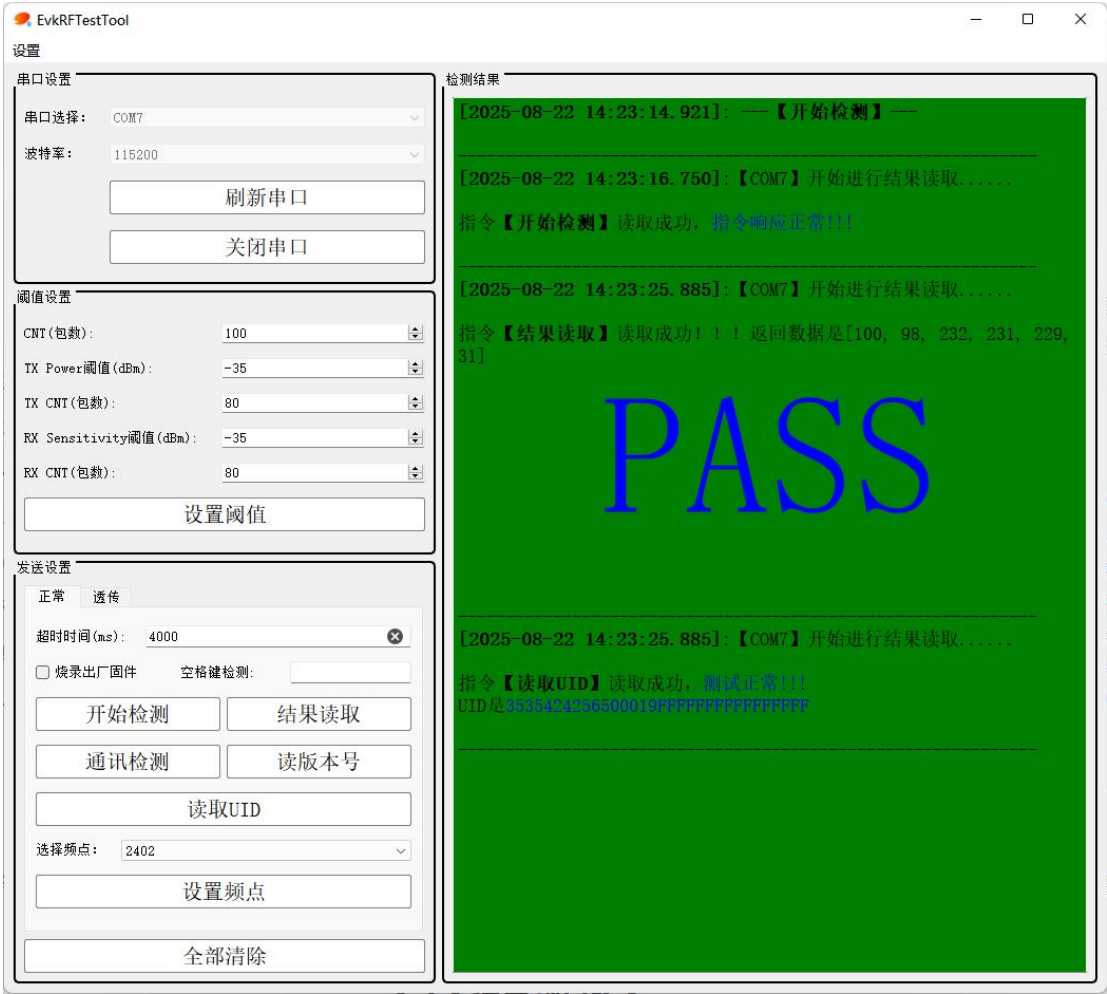 EvkRFTestTool
设置
串口设置
串口选择： COM7
波特率： 115200
刷新串口
关闭串口
阈值设置
CNT(包数): 100
TX Power阈值(dBm): -35
TX CNT(包数): 80
RX Sensitivity阈值(dBm): -35
RX CNT(包数): 80
设置阈值
发送设置
正常 透传
超时时间(ms): 4000
烧录出厂固件 空格键检测:
开始检测 结果读取
通讯检测 读版本号
读取UID
选择频点： 2402
设置频点
全部清除
检测结果
[2025-08-22 14:23:14.921]: ---【开始检测】---
[2025-08-22 14:23:16.750]:【COM7】开始进行结果读取......
指令【开始检测】读取成功，指令响应正常!!!
[2025-08-22 14:23:25.885]:【COM7】开始进行结果读取......
指令【结果读取】读取成功！！！返回数据是[100, 98, 232, 231, 229,
31]
PASS
[2025-08-22 14:23:25.885]:【COM7】开始进行结果读取......
指令【读取UID】读取成功，测试正常!!!
UID是3535424256500019FFFFFFFFFFFFFFFF